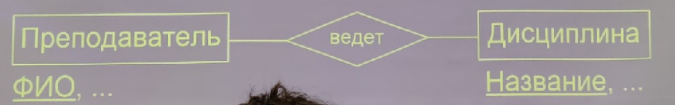 Преподаватель ведет Дисциплина
ФИО, ... Название, ...